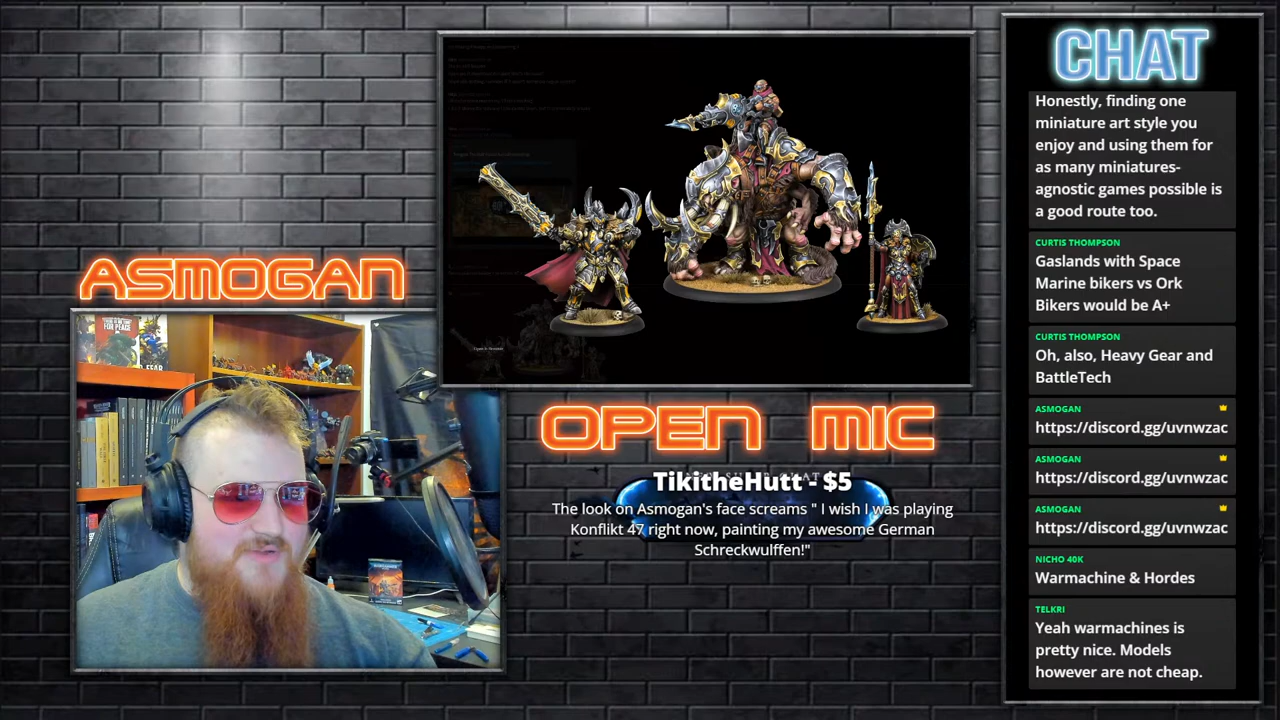 CHAT
Honestly, finding one
miniature art style you
enjoy and using them for
as many miniatures-
agnostic games possible is
a good route too.
CURTIS THOMPSON
Gaslands with Space
Marine bikers vs Ork
Bikers would be A+
CURTIS THOMPSON
Oh, also, Heavy Gear and
BattleTech
ASMOGAN
https://discord.gg/uvnwzac
ASMOGAN
https://discord.gg/uvnwzac
ASMOGAN
https://discord.gg/uvnwzac
NICHO 40K
Warmachine & Hordes
TELKRI
Yeah warmachines is
pretty nice. Models
however are not cheap.
ASMOGAN
FOR PEACE
OPEN MIC
TikitheHutt - $5
The look on Asmogan's face screams " I wish I was playing
Konflikt 47 right now, painting my awesome German
Schreckwulffen!"